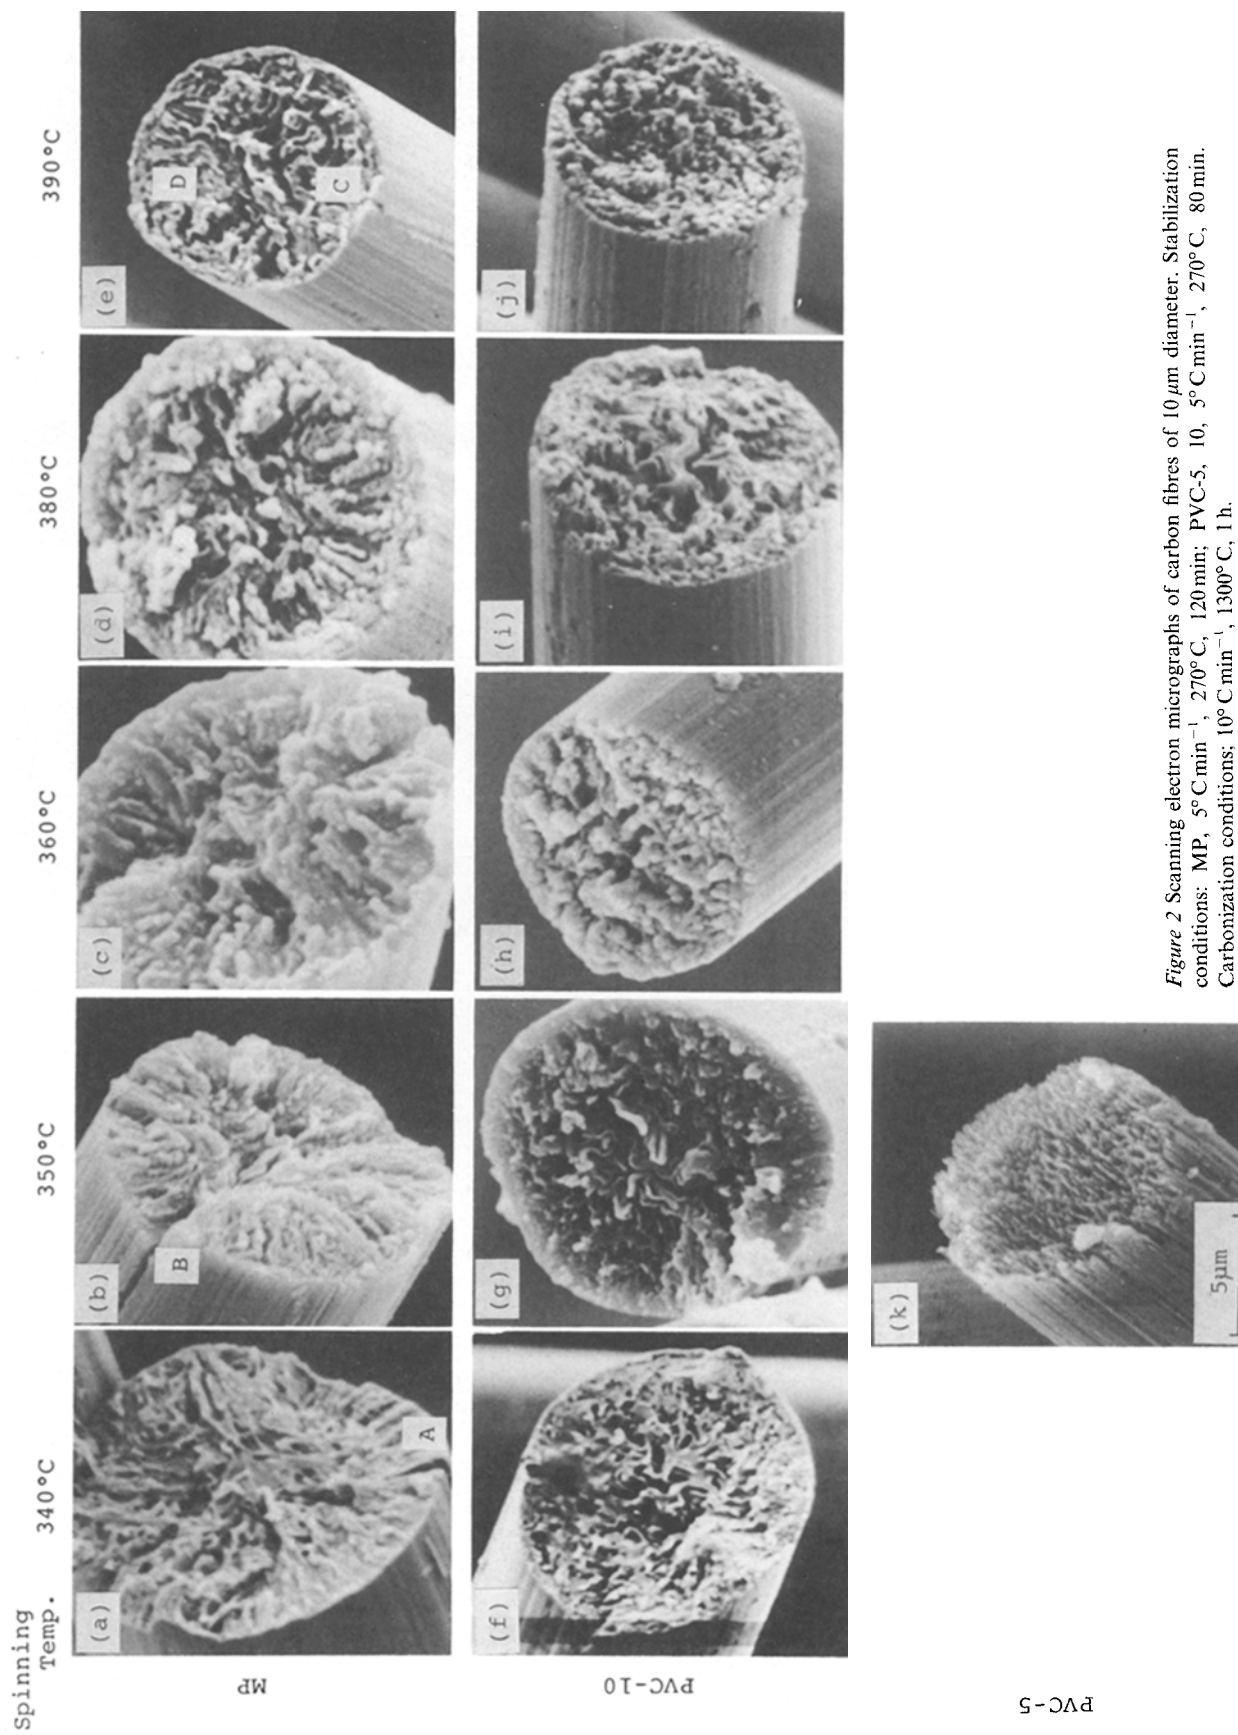 Spinning
Temp.
340°C
350°C
360°C
380°C
390°C
MP
(a)
A
(b)
B
(c)
(d)
(e)
D
C
PVC-10
(f)
(g)
(h)
(i)
(j)
PVC-5
(k)
5μm
Figure 2 Scanning electron micrographs of carbon fibres of 10 μm diameter. Stabilization
conditions: MP, 5° C min⁻¹, 270° C, 120 min; PVC-5, 10, 5° C min⁻¹, 270° C, 80 min.
Carbonization conditions; 10° C min⁻¹, 1300° C, 1 h.